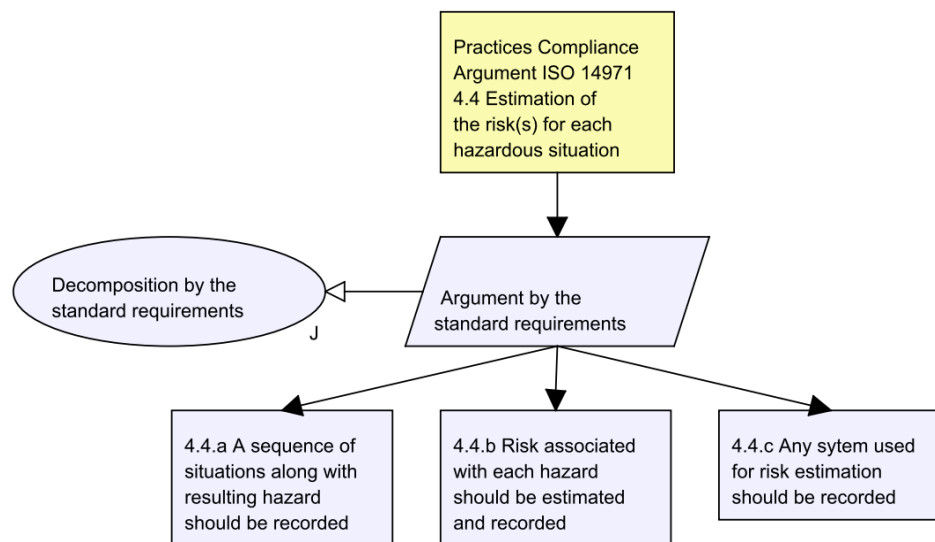 Practices Compliance
Argument ISO 14971
4.4 Estimation of
the risk(s) for each
hazardous situation
Decomposition by the
standard requirements
J
Argument by the
standard requirements
4.4.a A sequence of
situations along with
resulting hazard
should be recorded
4.4.b Risk associated
with each hazard
should be estimated
and recorded
4.4.c Any sytem used
for risk estimation
should be recorded